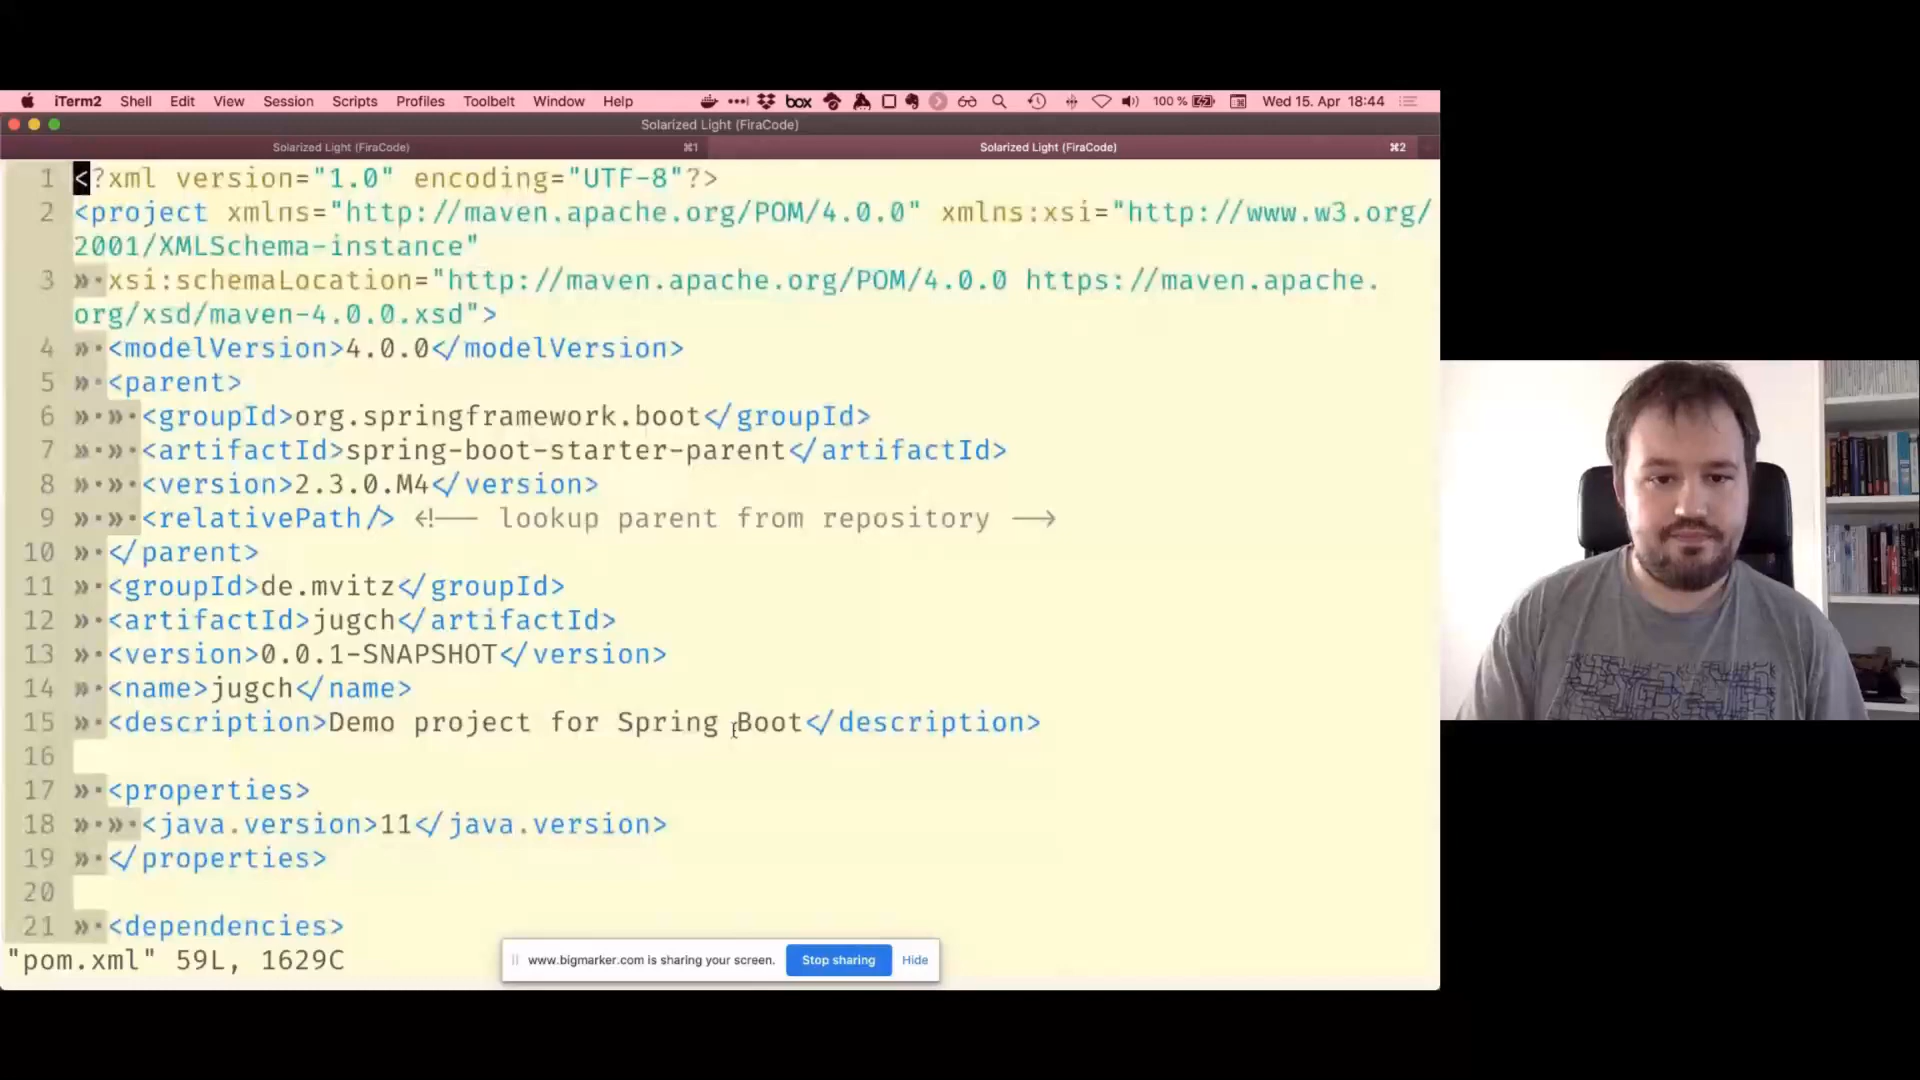 iTerm2 Shell Edit View Session Scripts Profiles Toolbelt Window Help box 100 % Wed 15. Apr 18:44
Solarized Light (FiraCode)
Solarized Light (FiraCode) ⌘1 Solarized Light (FiraCode) ⌘2
1 <?xml version="1.0" encoding="UTF-8"?>
2 <project xmlns="http://maven.apache.org/POM/4.0.0" xmlns:xsi="http://www.w3.org/
2001/XMLSchema-instance"
3 »·xsi:schemaLocation="http://maven.apache.org/POM/4.0.0 https://maven.apache.
org/xsd/maven-4.0.0.xsd">
4 »·<modelVersion>4.0.0</modelVersion>
5 »·<parent>
6 »·»·<groupId>org.springframework.boot</groupId>
7 »·»·<artifactId>spring-boot-starter-parent</artifactId>
8 »·»·<version>2.3.0.M4</version>
9 »·»·<relativePath/> <!-- lookup parent from repository -->
10 »·</parent>
11 »·<groupId>de.mvitz</groupId>
12 »·<artifactId>jugch</artifactId>
13 »·<version>0.0.1-SNAPSHOT</version>
14 »·<name>jugch</name>
15 »·<description>Demo project for Spring Boot</description>
16
17 »·<properties>
18 »·»·<java.version>11</java.version>
19 »·</properties>
20
21 »·<dependencies>
"pom.xml" 59L, 1629C
www.bigmarker.com is sharing your screen. Stop sharing Hide